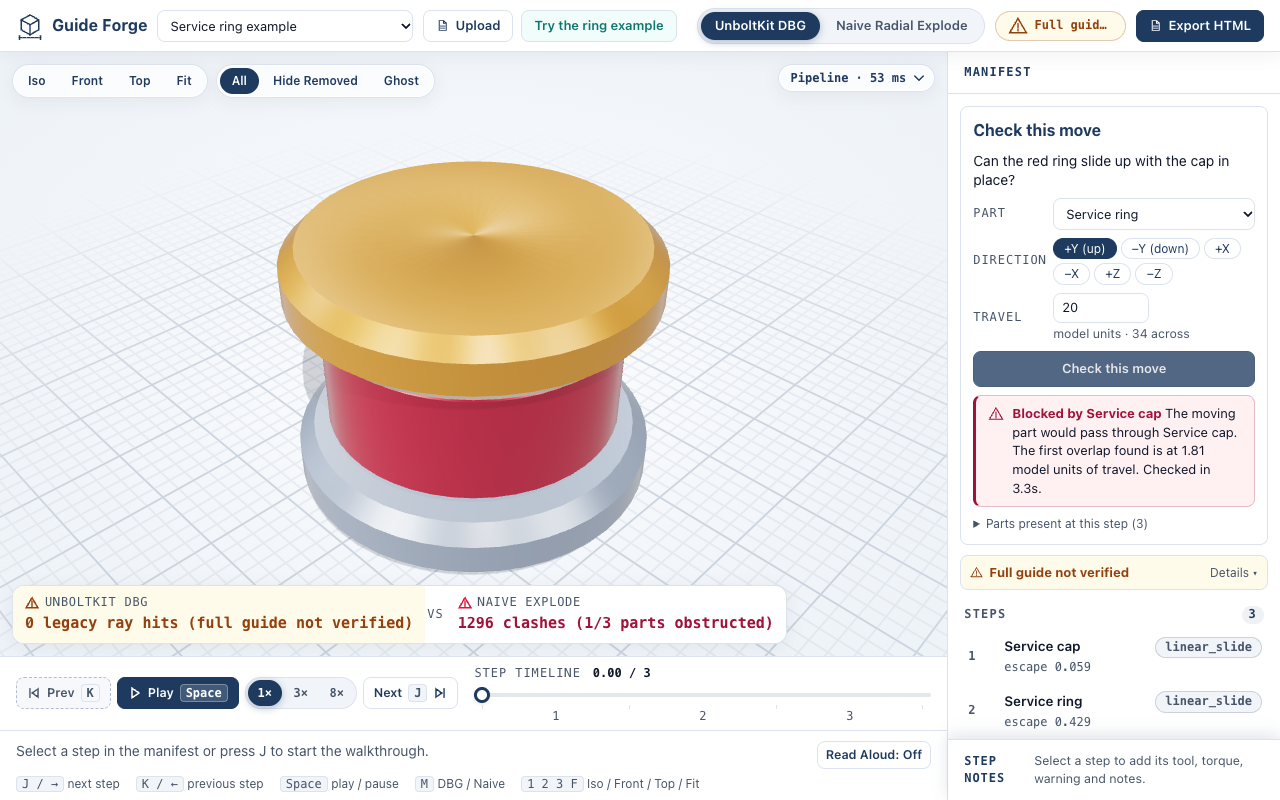 Guide Forge
Service ring example
Upload
Try the ring example
UnboltKit DBG
Naive Radial Explode
Full guid…
Export HTML
Iso
Front
Top
Fit
All
Hide Removed
Ghost
Pipeline · 53 ms
MANIFEST
Check this move
Can the red ring slide up with the cap in
place?
PART
Service ring
DIRECTION
+Y (up)
−Y (down)
+X
−X
+Z
−Z
TRAVEL
20
model units · 34 across
Check this move
Blocked by Service cap The moving
part would pass through Service cap.
The first overlap found is at 1.81
model units of travel. Checked in
3.3s.
Parts present at this step (3)
Full guide not verified
Details
STEPS
3
1
Service cap
linear_slide
escape 0.059
2
Service ring
linear_slide
escape 0.429
STEP
NOTES
Select a step to add its tool, torque,
warning and notes.
UNBOLTKIT DBG
0 legacy ray hits (full guide not verified)
VS
NAIVE EXPLODE
1296 clashes (1/3 parts obstructed)
Prev K
Play Space
1×
3×
8×
Next J
STEP TIMELINE 0.00 / 3
1
2
3
Select a step in the manifest or press J to start the walkthrough.
Read Aloud: Off
J / → next step
K / ← previous step
Space play / pause
M DBG / Naive
1 2 3 F Iso / Front / Top / Fit